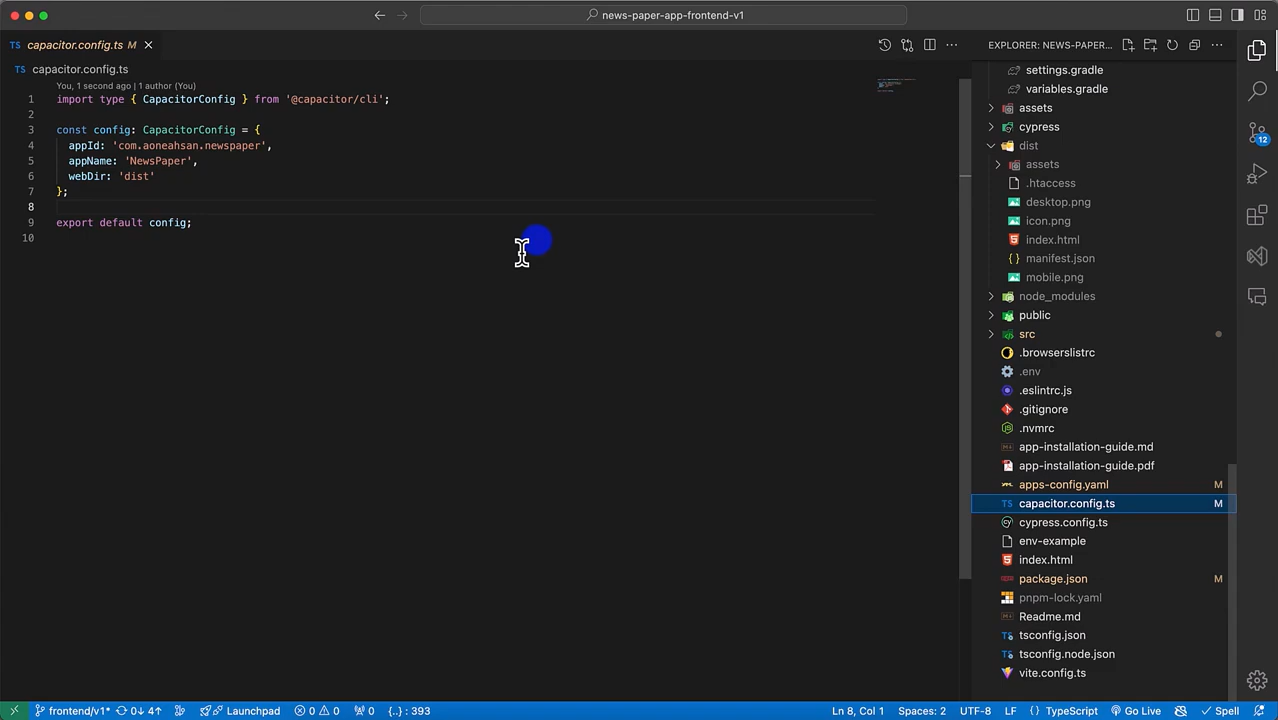 news-paper-app-frontend-v1
TS capacitor.config.ts M
EXPLORER: NEWS-PAPER...
TS capacitor.config.ts
You, 1 second ago | 1 author (You)
1 import type { CapacitorConfig } from '@capacitor/cli';
2
3 const config: CapacitorConfig = {
4 appId: 'com.aoneahsan.newspaper',
5 appName: 'NewsPaper',
6 webDir: 'dist'
7 };
8
9 export default config;
10
settings.gradle
variables.gradle
assets
cypress
dist
assets
.htaccess
desktop.png
icon.png
index.html
manifest.json
mobile.png
node_modules
public
src
.browserslistrc
.env
.eslintrc.js
.gitignore
.nvmrc
app-installation-guide.md
app-installation-guide.pdf
apps-config.yaml M
TS capacitor.config.ts M
cypress.config.ts
env-example
index.html
package.json M
pnpm-lock.yaml
Readme.md
tsconfig.json
tsconfig.node.json
vite.config.ts
12
frontend/v1* 0↓ 4↑ Launchpad 0 0 0 {..} : 393 Ln 8, Col 1 Spaces: 2 UTF-8 LF {} TypeScript Go Live Spell